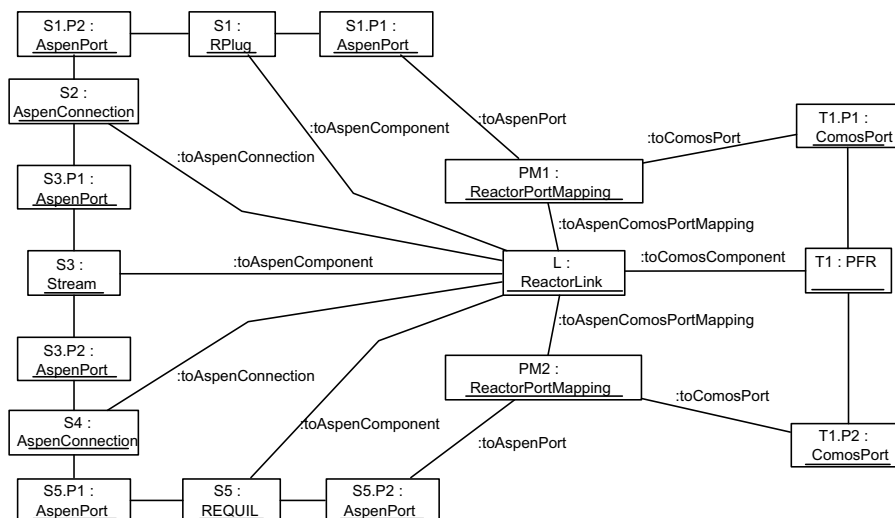 S1.P2 :
AspenPort
S1 :
RPlug
S1.P1 :
AspenPort
S2 :
AspenConnection
:toAspenComponent
:toAspenPort
:toAspenConnection
:toComosPort
T1.P1 :
ComosPort
S3.P1 :
AspenPort
PM1 :
ReactorPortMapping
:toAspenComosPortMapping
S3 :
Stream
:toAspenComponent
L :
ReactorLink
:toComosComponent
T1 : PFR
:toAspenComosPortMapping
S3.P2 :
AspenPort
:toAspenConnection
PM2 :
ReactorPortMapping
:toComosPort
S4 :
AspenConnection
:toAspenComponent
:toAspenPort
T1.P2 :
ComosPort
S5.P1 :
AspenPort
S5 :
REQUIL
S5.P2 :
AspenPort